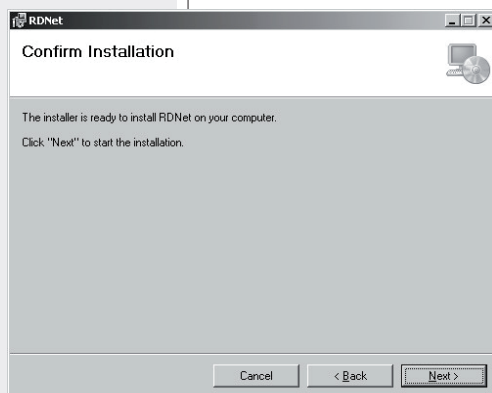 RDNet
Confirm Installation
The installer is ready to install RDNet on your computer.
Click "Next" to start the installation.
Cancel
< Back
Next >